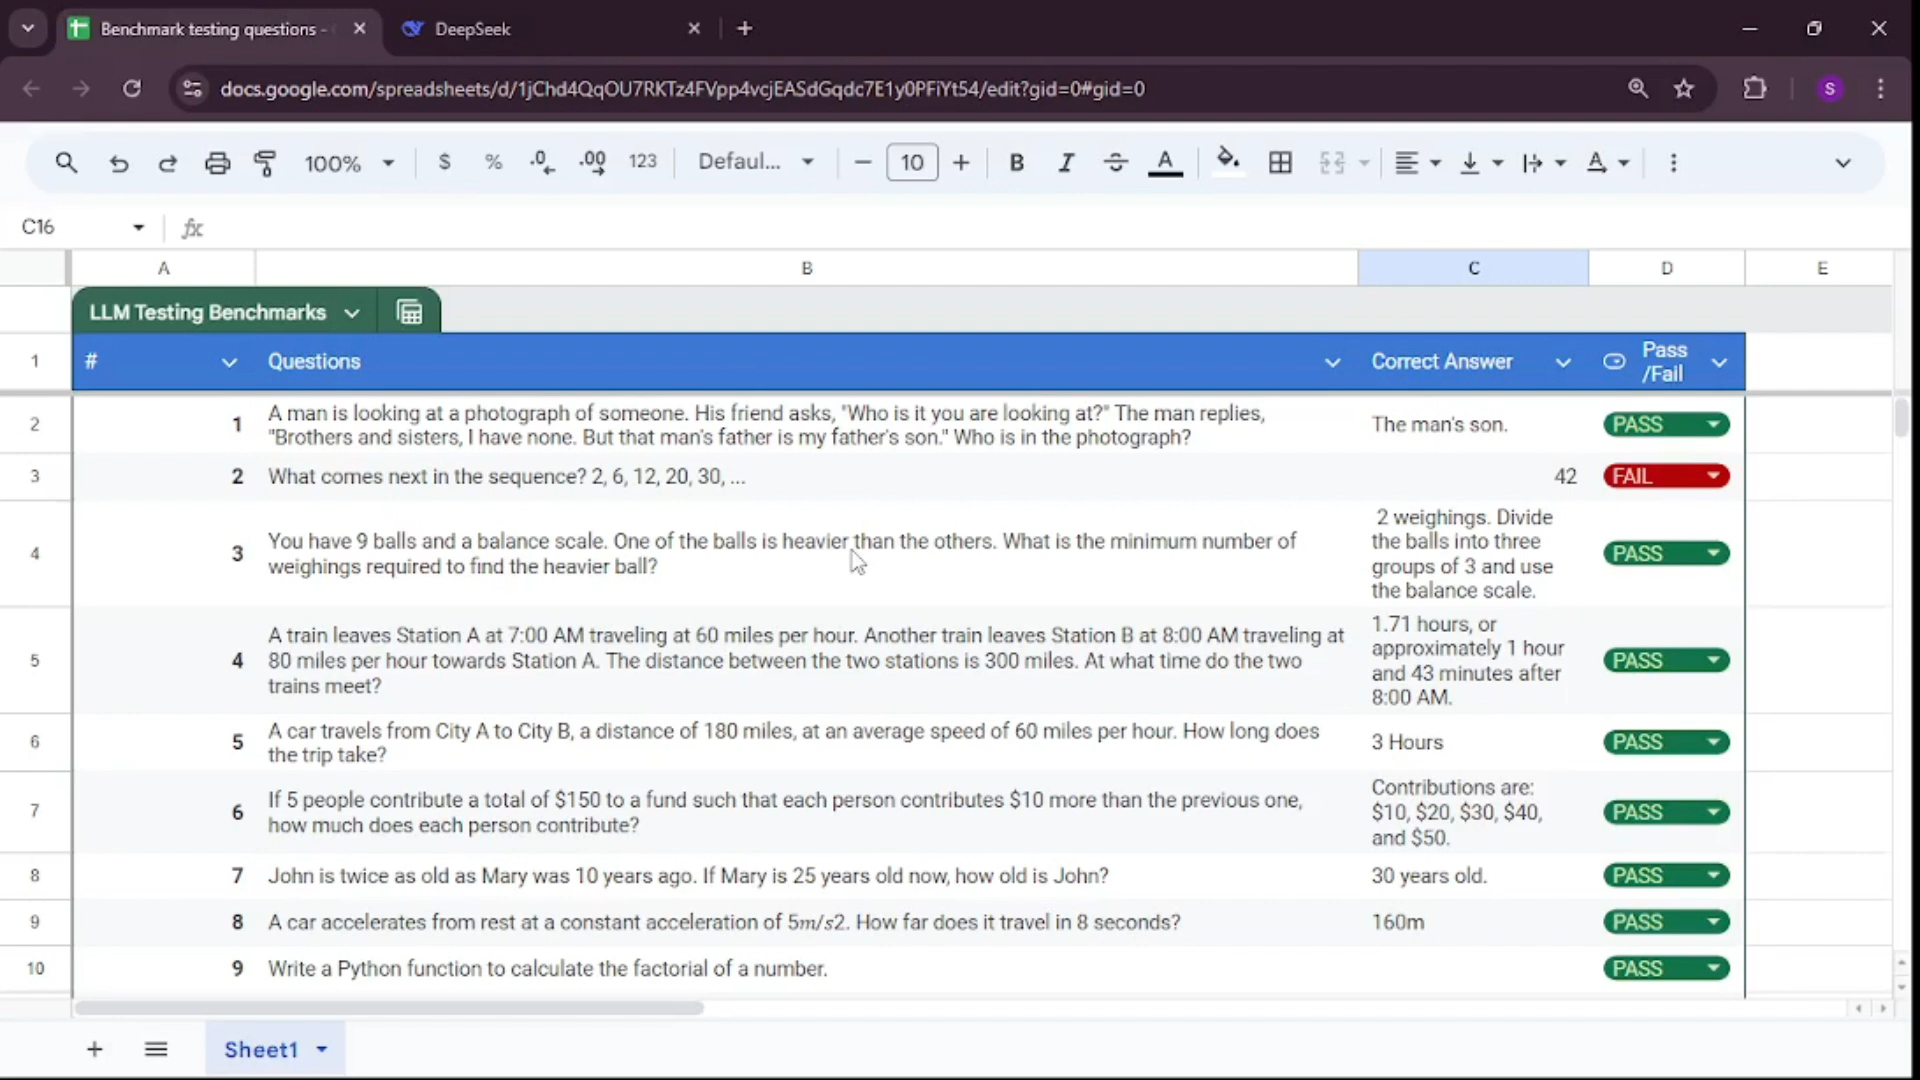 Benchmark testing questions -
DeepSeek
docs.google.com/spreadsheets/d/1jChd4QqOU7RKTz4FVpp4vcjEASdGqdc7E1y0PFiYt54/edit?gid=0#gid=0
S
100%
$
%
.0
.00
123
Defaul...
10
B
I
A
C16
fx
A
B
C
D
E
LLM Testing Benchmarks
1
#
Questions
Correct Answer
Pass
/Fail
2
1
A man is looking at a photograph of someone. His friend asks, "Who is it you are looking at?" The man replies,
"Brothers and sisters, I have none. But that man's father is my father's son." Who is in the photograph?
The man's son.
PASS
3
2
What comes next in the sequence? 2, 6, 12, 20, 30, ...
42
FAIL
4
3
You have 9 balls and a balance scale. One of the balls is heavier than the others. What is the minimum number of
weighings required to find the heavier ball?
2 weighings. Divide
the balls into three
groups of 3 and use
the balance scale.
PASS
5
4
A train leaves Station A at 7:00 AM traveling at 60 miles per hour. Another train leaves Station B at 8:00 AM traveling at
80 miles per hour towards Station A. The distance between the two stations is 300 miles. At what time do the two
trains meet?
1.71 hours, or
approximately 1 hour
and 43 minutes after
8:00 AM.
PASS
6
5
A car travels from City A to City B, a distance of 180 miles, at an average speed of 60 miles per hour. How long does
the trip take?
3 Hours
PASS
7
6
If 5 people contribute a total of $150 to a fund such that each person contributes $10 more than the previous one,
how much does each person contribute?
Contributions are:
$10, $20, $30, $40,
and $50.
PASS
8
7
John is twice as old as Mary was 10 years ago. If Mary is 25 years old now, how old is John?
30 years old.
PASS
9
8
A car accelerates from rest at a constant acceleration of 5m/s2. How far does it travel in 8 seconds?
160m
PASS
10
9
Write a Python function to calculate the factorial of a number.
PASS
Sheet1